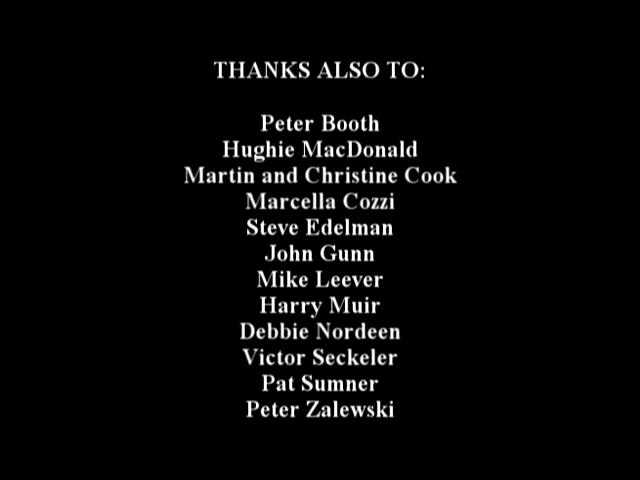 THANKS ALSO TO:
Peter Booth
Hughie MacDonald
Martin and Christine Cook
Marcella Cozzi
Steve Edelman
John Gunn
Mike Leever
Harry Muir
Debbie Nordeen
Victor Seckeler
Pat Sumner
Peter Zalewski